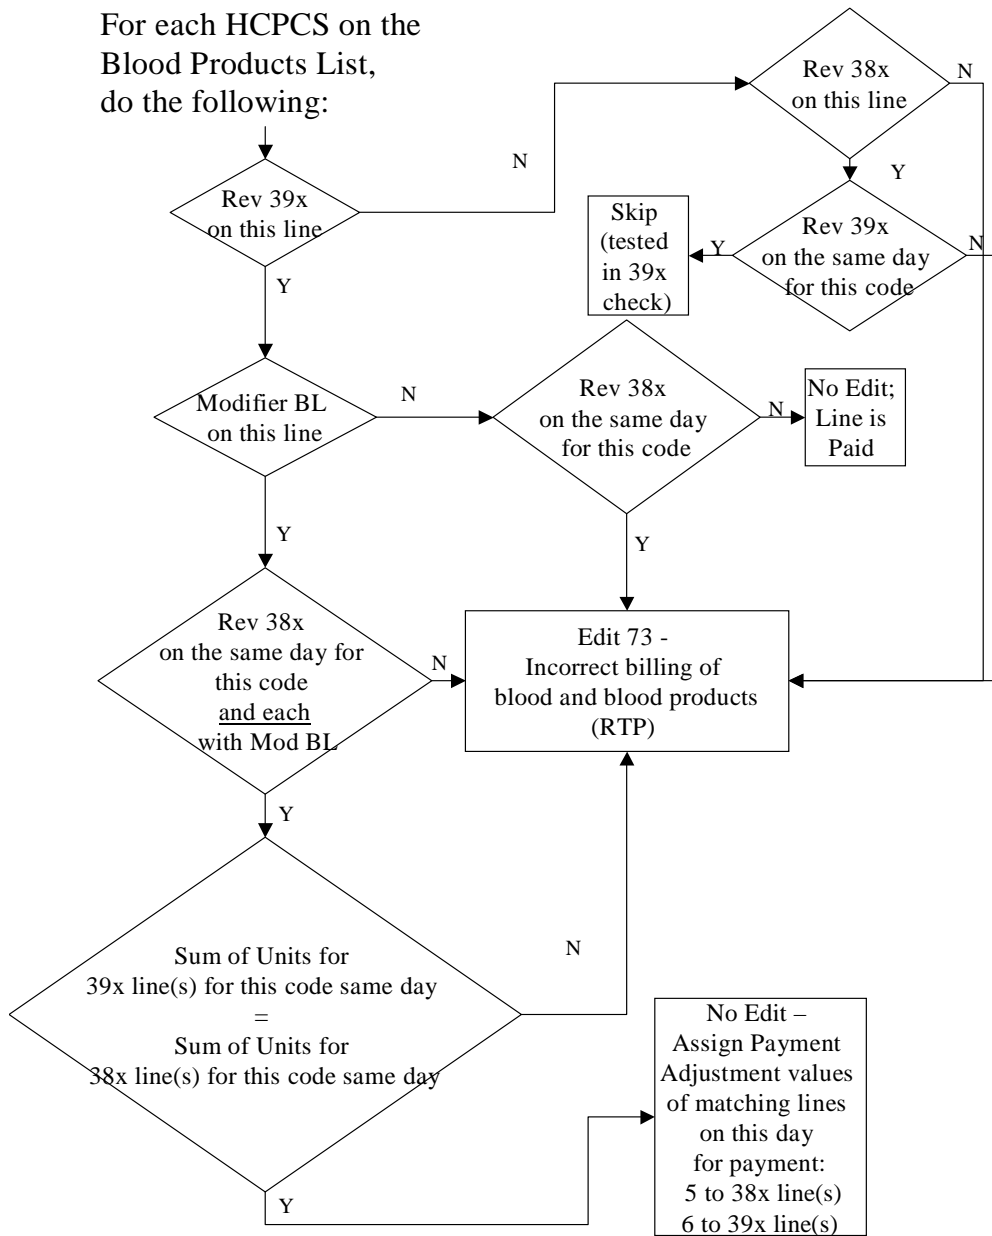 For each HCPCS on the
Blood Products List,
do the following:
Rev 39x
on this line
N
Rev 38x
on this line
N
Y
Rev 39x
on the same day
for this code
N
Y
Skip
(tested
in 39x
check)
Y
Modifier BL
on this line
N
Rev 38x
on the same day
for this code
N
No Edit;
Line is
Paid
Y
Y
Rev 38x
on the same day for
this code
and each
with Mod BL
N
Edit 73 -
Incorrect billing of
blood and blood products
(RTP)
Y
Sum of Units for
39x line(s) for this code same day
=
Sum of Units for
38x line(s) for this code same day
N
Y
No Edit –
Assign Payment
Adjustment values
of matching lines
on this day
for payment:
5 to 38x line(s)
6 to 39x line(s)